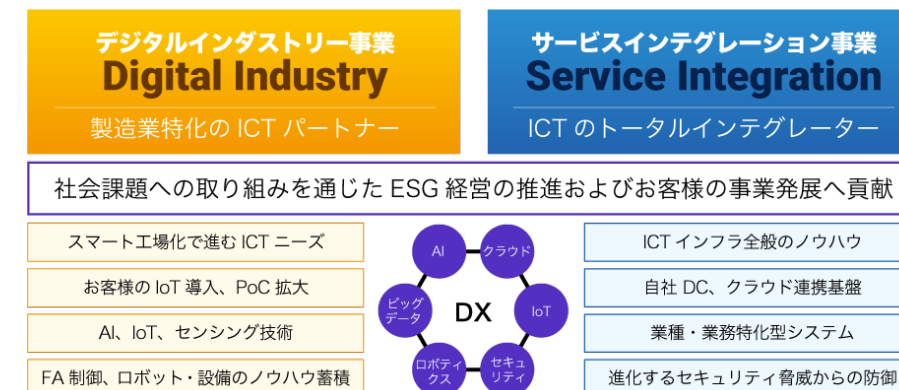 デジタルインダストリー事業
Digital Industry
製造業特化の ICT パートナー
サービスインテグレーション事業
Service Integration
ICT のトータルインテグレーター
社会課題への取り組みを通じた ESG 経営の推進およびお客様の事業発展へ貢献
スマート工場化で進む ICT ニーズ
お客様の IoT 導入、PoC 拡大
AI、IoT、センシング技術
FA 制御、ロボット・設備のノウハウ蓄積
AI
クラウド
ビッグ
データ
DX
IoT
ロボティ
クス
セキュ
リティ
ICT インフラ全般のノウハウ
自社 DC、クラウド連携基盤
業種・業務特化型システム
進化するセキュリティ脅威からの防御